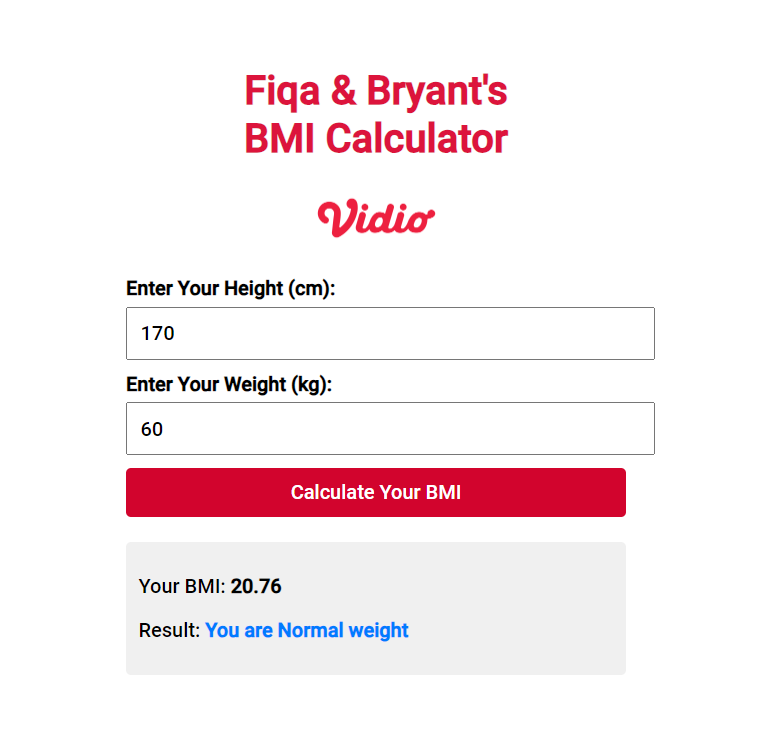 Fiqa & Bryant's
BMI Calculator
Vidio
Enter Your Height (cm):
170
Enter Your Weight (kg):
60
Calculate Your BMI
Your BMI: 20.76
Result: You are Normal weight